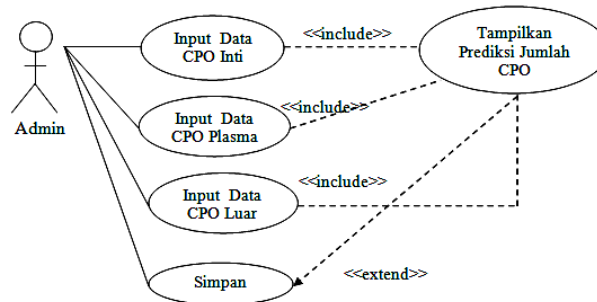 Input Data
CPO Inti
<<include>>
Tampilkan
Prediksi Jumlah
CPO
Admin
Input Data
CPO Plasma
<<include>>
Input Data
CPO Luar
<<include>>
Simpan
<<extend>>